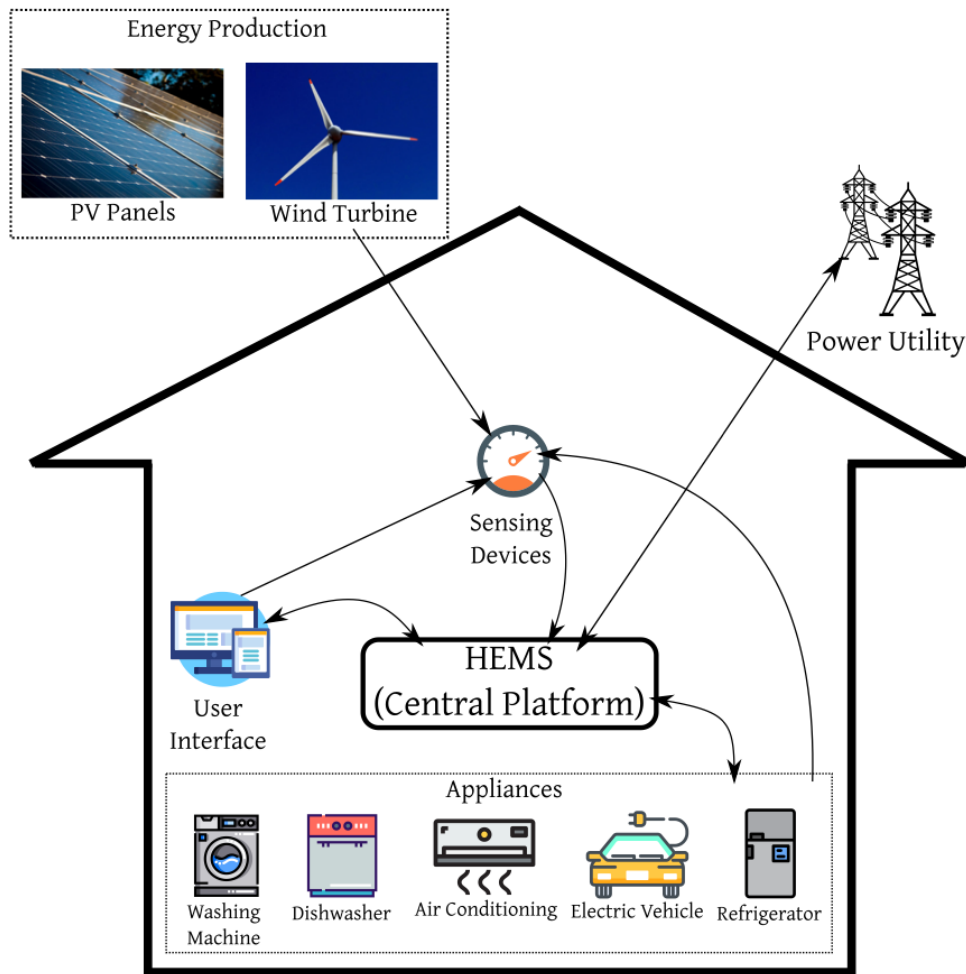 Energy Production
PV Panels
Wind Turbine
Power Utility
Sensing
Devices
HEMS
(Central Platform)
User
Interface
Appliances
Washing
Machine
Dishwasher
Air Conditioning
Electric Vehicle
Refrigerator